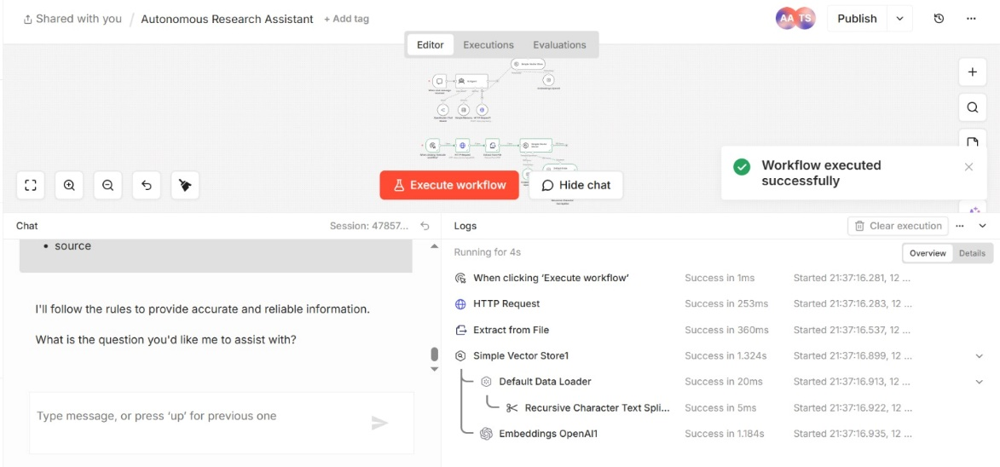 Shared with you / Autonomous Research Assistant + Add tag
AA TS
Publish
Editor Executions Evaluations
Workflow executed
successfully
Execute workflow
Hide chat
Chat
Session: 47857...
source
I'll follow the rules to provide accurate and reliable information.
What is the question you'd like me to assist with?
Type message, or press ‘up’ for previous one
Logs
Clear execution
Running for 4s
Overview Details
When clicking ‘Execute workflow’ Success in 1ms Started 21:37:16.281, 12 ...
HTTP Request Success in 253ms Started 21:37:16.283, 12 ...
Extract from File Success in 360ms Started 21:37:16.537, 12 ...
Simple Vector Store1 Success in 1.324s Started 21:37:16.899, 12 ...
Default Data Loader Success in 20ms Started 21:37:16.913, 12 ...
Recursive Character Text Spli... Success in 5ms Started 21:37:16.922, 12 ...
Embeddings OpenAI1 Success in 1.184s Started 21:37:16.935, 12 ...